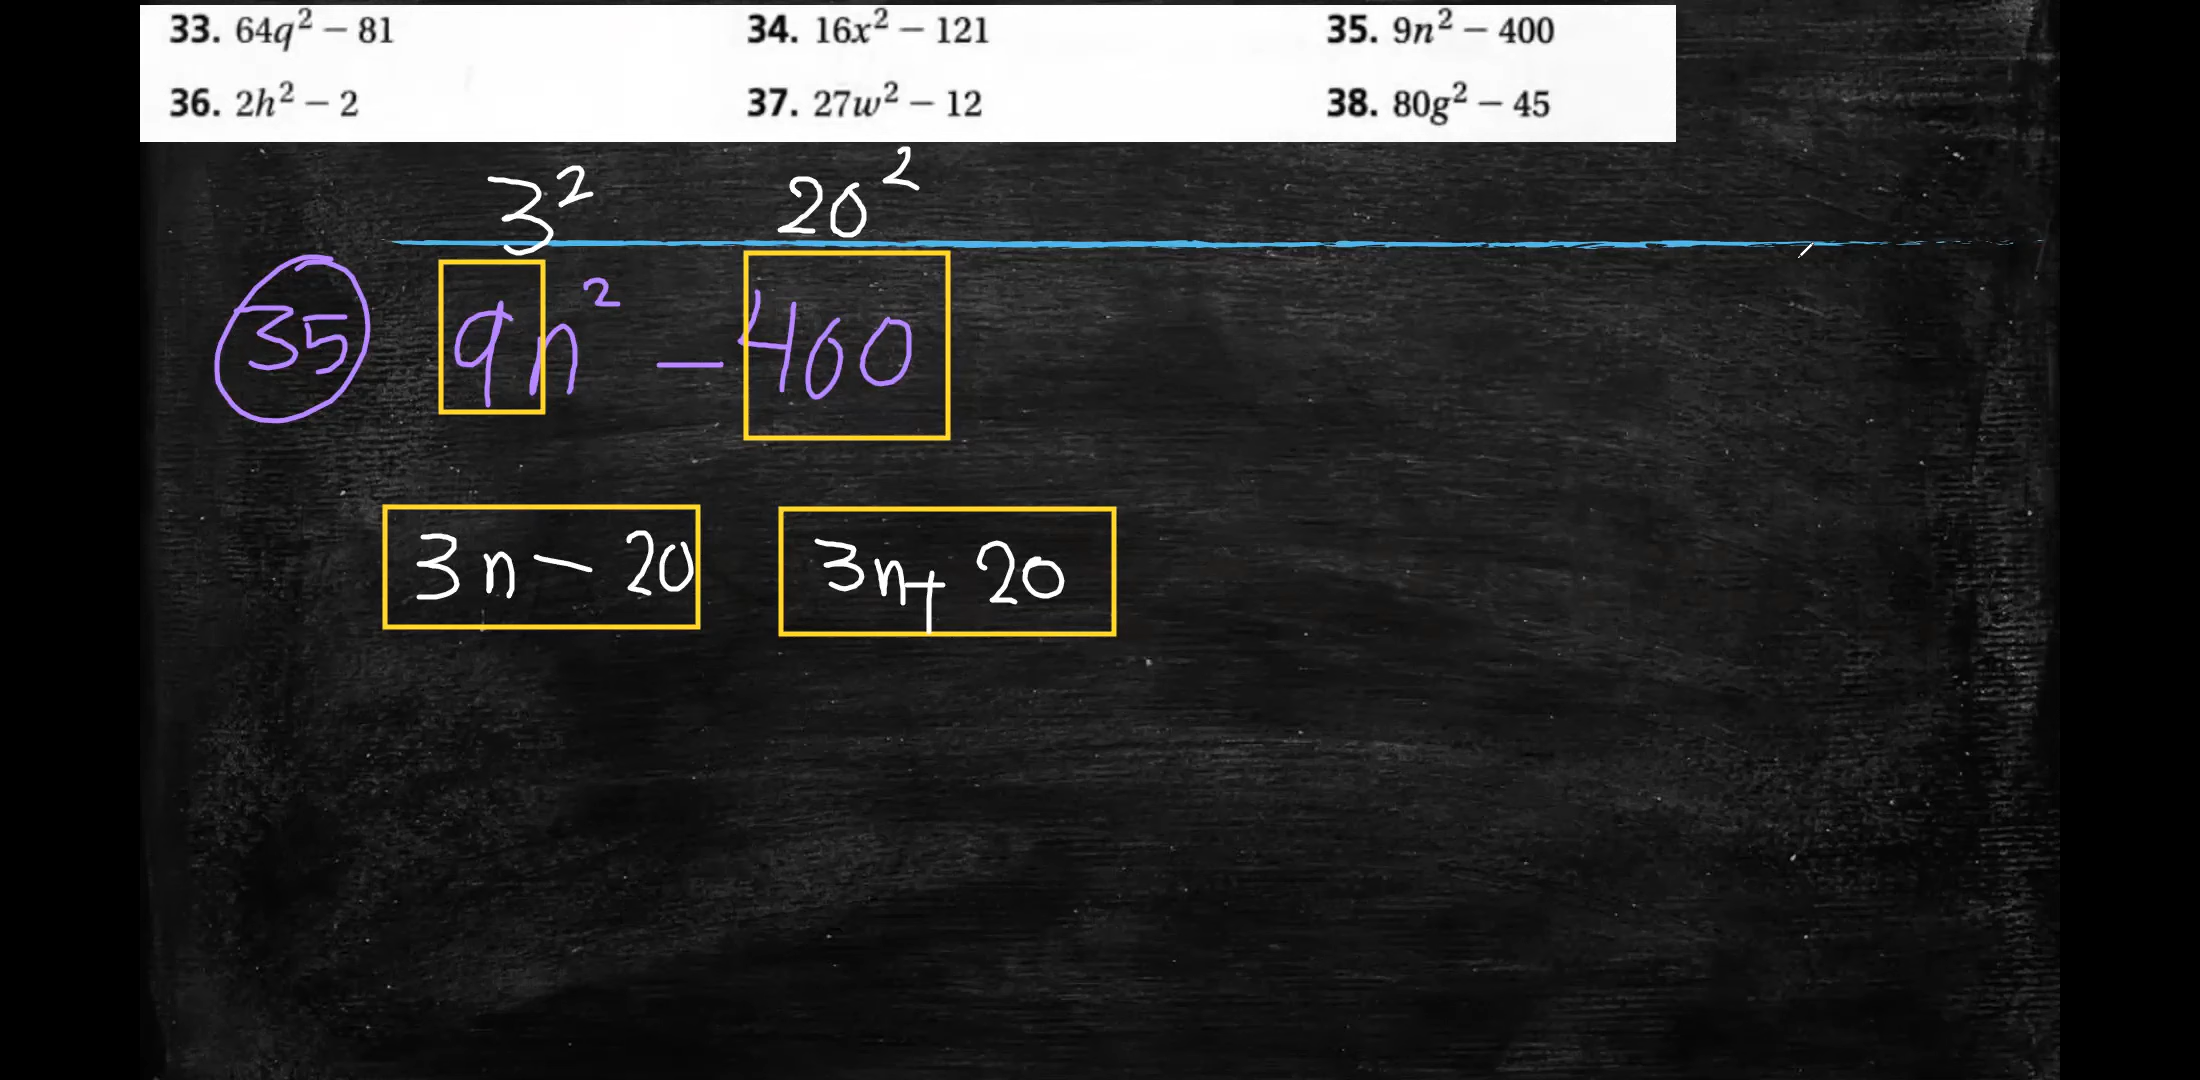 33. 64q² – 81 34. 16x² – 121 35. 9n² – 400
36. 2h² – 2 37. 27w² – 12 38. 80g² – 45
3² 20²
35 9n² – 400
3n – 20 3n + 20